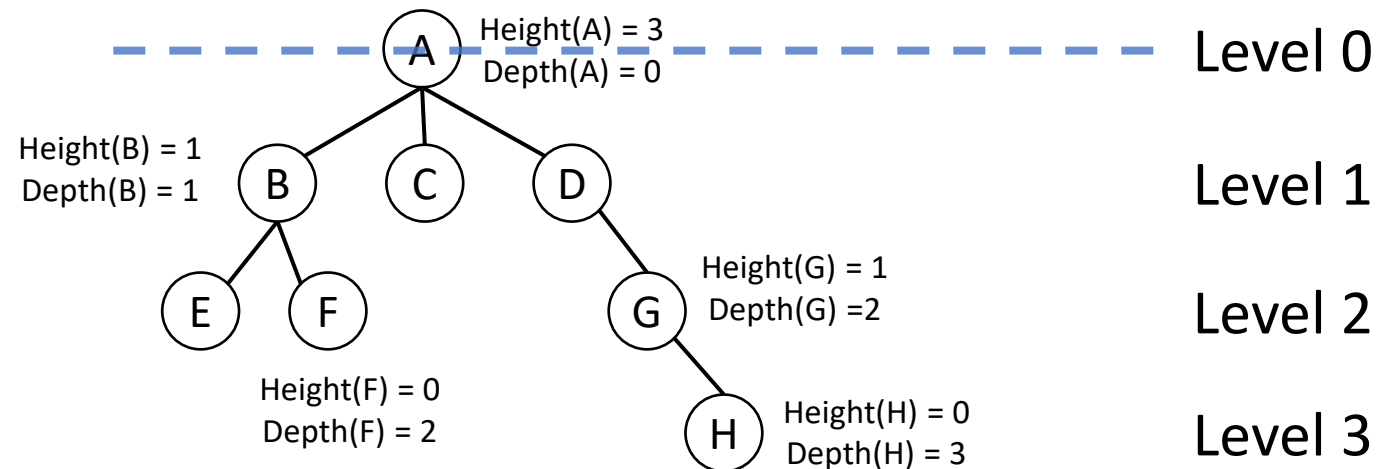 Height(A) = 3
A
Depth(A) = 0
Level 0
Height(B) = 1
Depth(B) = 1
B
C
D
Level 1
Height(G) = 1
Depth(G) =2
E
F
G
Level 2
Height(F) = 0
Depth(F) = 2
H
Height(H) = 0
Depth(H) = 3
Level 3